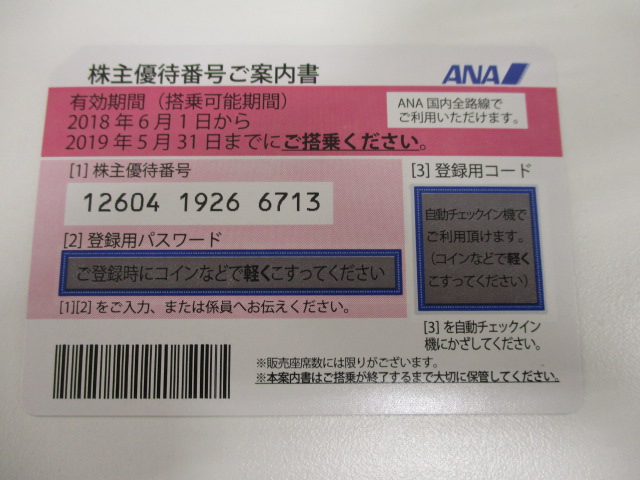 株主優待番号ご案内書
ANA
有効期間（搭乗可能期間）
2018年6月1日から
2019年5月31日までにご搭乗ください。
ANA国内全路線で
ご利用いただけます。
[1] 株主優待番号
12604 1926 6713
[2] 登録用パスワード
ご登録時にコインなどで軽くこすってください
[1][2]をご入力、または係員へお伝えください。
[3] 登録用コード
自動チェックイン機で
ご利用頂けます。
（コインなどで軽く
こすってください）
[3]を自動チェックイン
機にかざしてください。
※販売座席数には限りがございます。
※本案内書はご搭乗が終了するまで大切に保管してください。